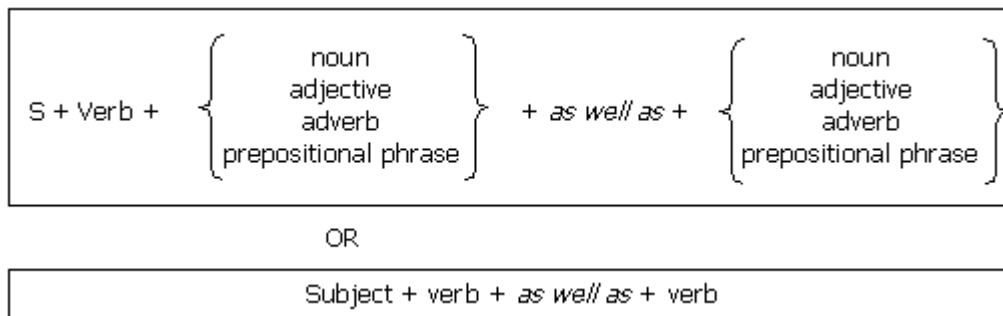 noun noun
adjective adjective
S + Verb + adverb + as well as + adverb
prepositional phrase prepositional phrase
OR
Subject + verb + as well as + verb